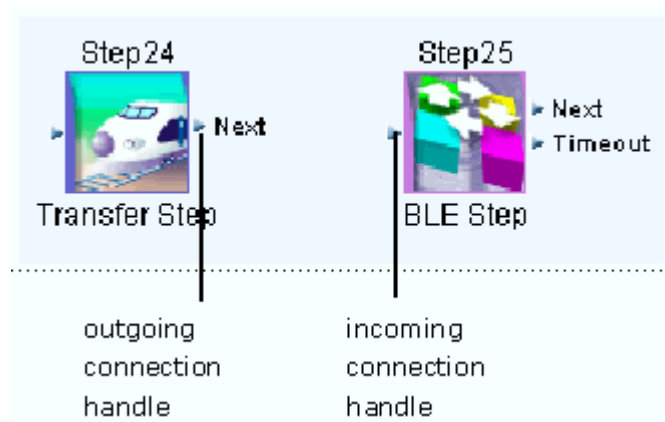 Step24
Step25
Next
Next
Timeout
Transfer Step
BLE Step
outgoing
connection
handle
incoming
connection
handle